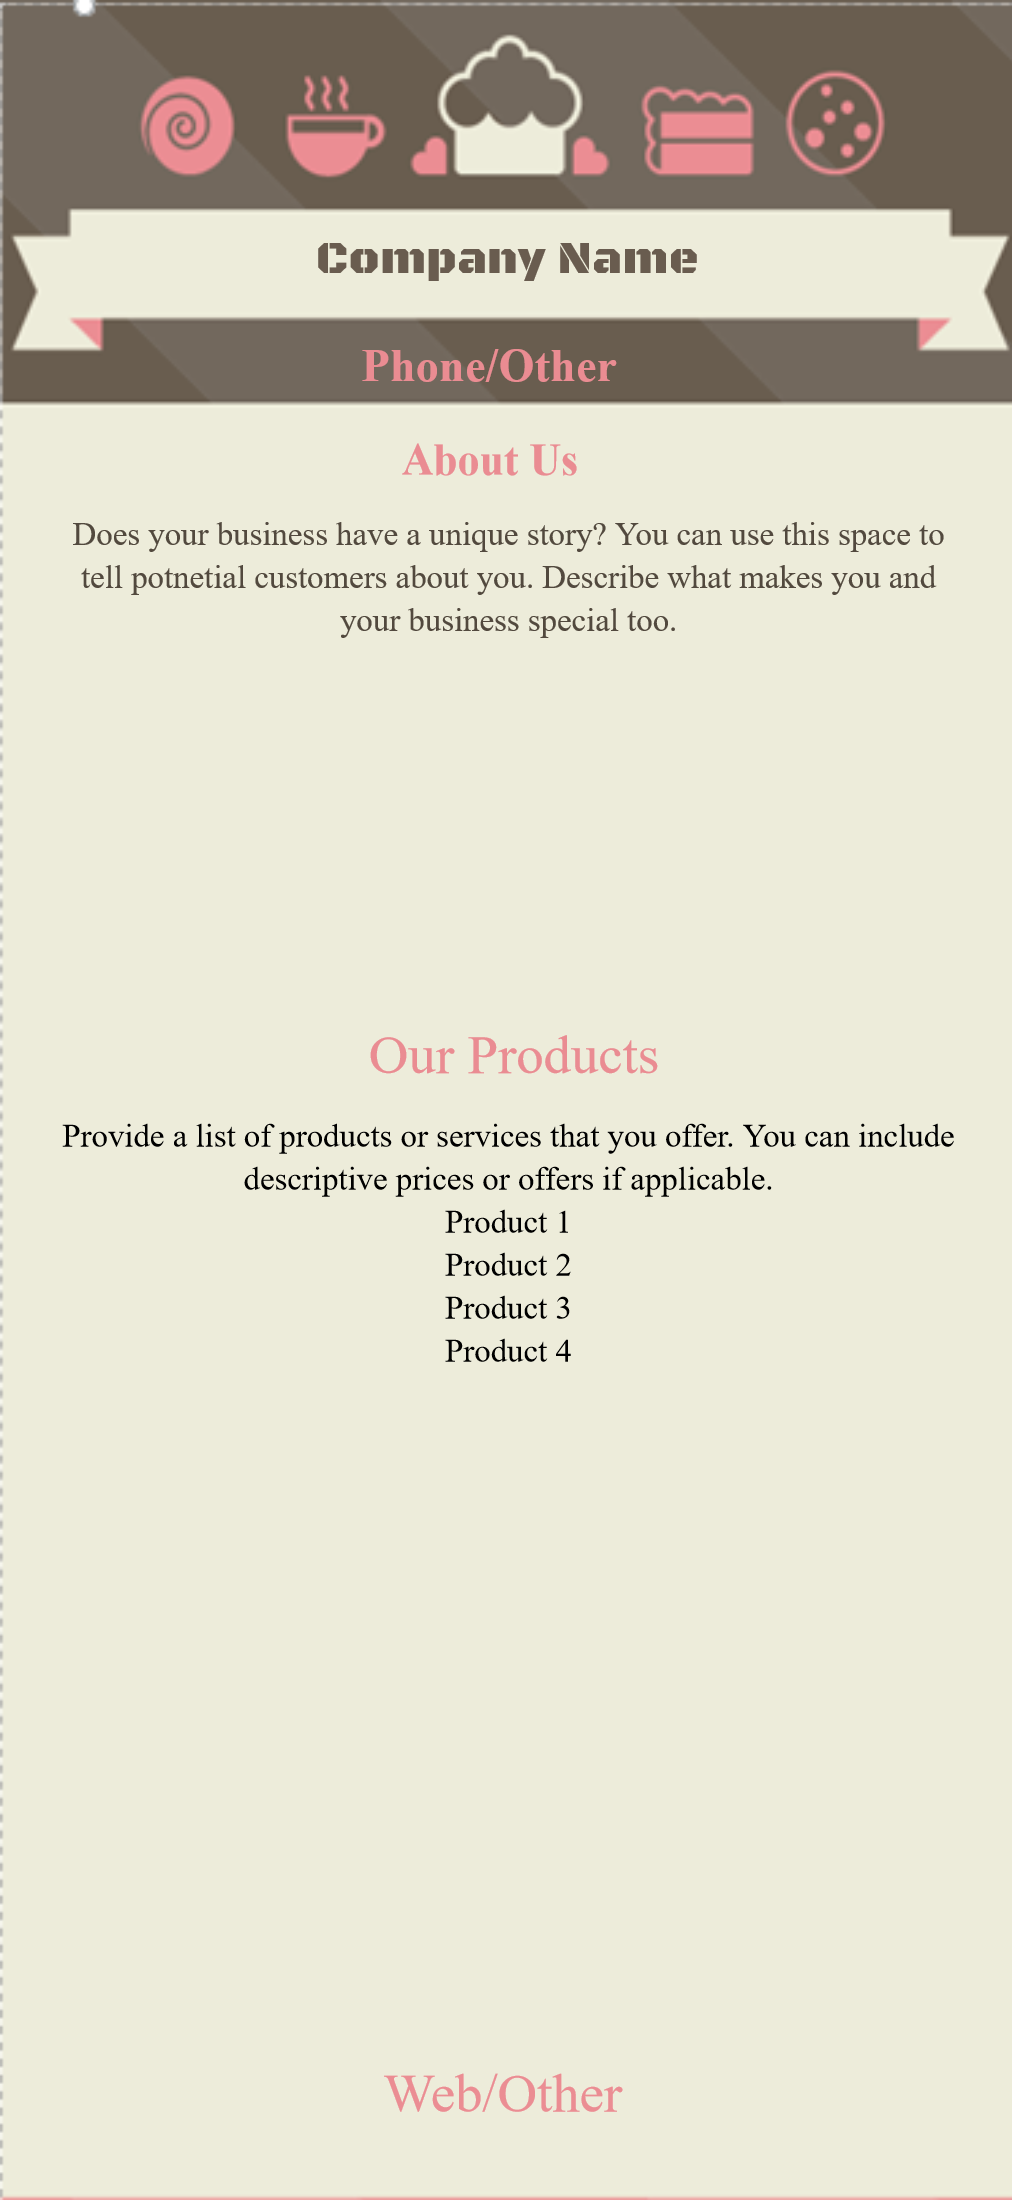 Company Name
Phone/Other
About Us
Does your business have a unique story? You can use this space to
tell potnetial customers about you. Describe what makes you and
your business special too.
Our Products
Provide a list of products or services that you offer. You can include
descriptive prices or offers if applicable.
Product 1
Product 2
Product 3
Product 4
Web/Other